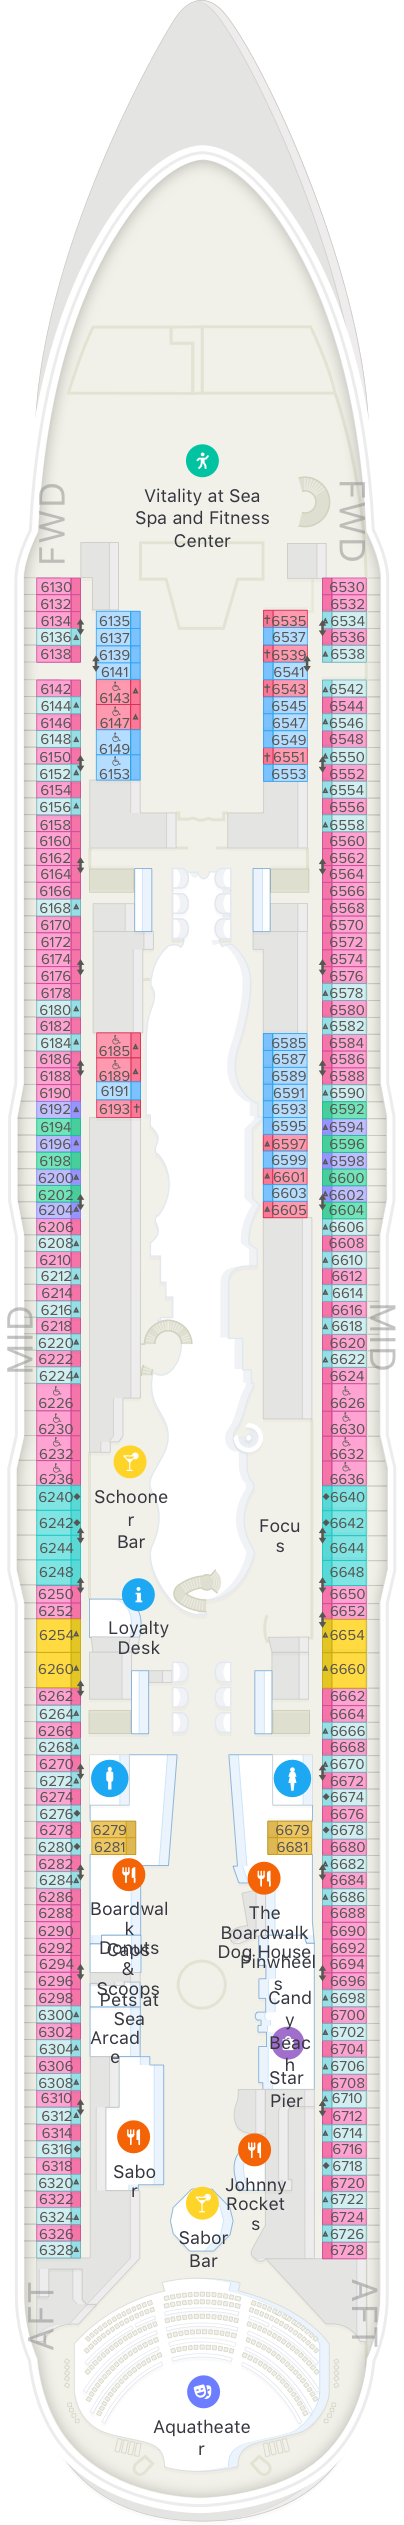 Vitality at Sea
Spa and Fitness
Center
FWD
FWD
6130 6530
6132 6532
6134 6135 6535 6534
6136 6137 6537 6536
6138 6139 6539 6538
6141 6541
6142 6143 6543 6542
6144 6545 6544
6146 6147 6547 6546
6148 6149 6549 6548
6150 6551 6550
6152 6153 6553 6552
6154 6554
6156 6556
6158 6558
6160 6560
6162 6562
6164 6564
6166 6566
6168 6568
6170 6570
6172 6572
6174 6574
6176 6576
6178 6578
6180 6580
6182 6582
6184 6185 6585 6584
6186 6587 6586
6188 6189 6589 6588
6190 6191 6591 6590
6192 6193 6593 6592
6194 6595 6594
6196 6597 6596
6198 6599 6598
6200 6601 6600
6202 6603 6602
6204 6605 6604
6206 6606
6208 6608
6210 6610
6212 6612
6214 6614
6216 6616
6218 6618
6220 6620
6222 6622
6224 6624
MID
MID
6226 6626
6230 6630
6232 6632
6236 6636
6240 6640
6242 6642
6244 6644
6248 6648
Schoone
r
Bar
Focu
s
6250 6650
6252 6652
6254 6654
6260 6660
Loyalty
Desk
6262 6662
6264 6664
6266 6666
6268 6668
6270 6670
6272 6672
6274 6674
6276 6676
6278 6279 6679 6678
6280 6281 6681 6680
6282 6682
6284 6684
6286 6686
6288 6688
6290 6690
6292 6692
6294 6694
6296 6696
6298 6698
6300 6700
6302 6702
6304 6704
6306 6706
6308 6708
6310 6710
6312 6712
6314 6714
6316 6716
6318 6718
6320 6720
6322 6722
6324 6724
6326 6726
6328 6728
Boardwal
k
Donuts
Cups
&
Scoops
Pets at
Sea
Arcad
e
The
Boardwalk
Dog House
Pinwheel
s
Cand
y
Beac
h
Star
Pier
Sabo
r
Johnny
Rocket
s
Sabor
Bar
AFT
AFT
Aquatheate
r